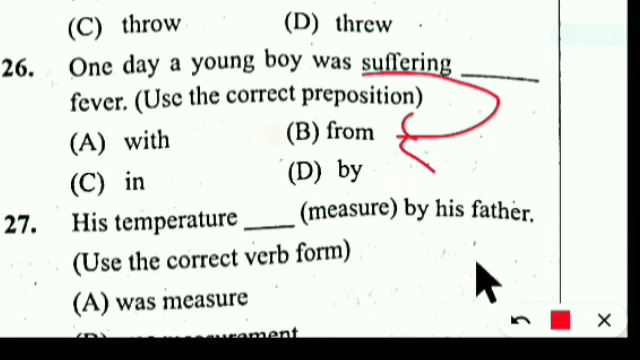 (C) throw (D) threw
26. One day a young boy was suffering ______
fever. (Use the correct preposition)
(A) with (B) from
(C) in (D) by
27. His temperature ____ (measure) by his father.
(Use the correct verb form)
(A) was measure